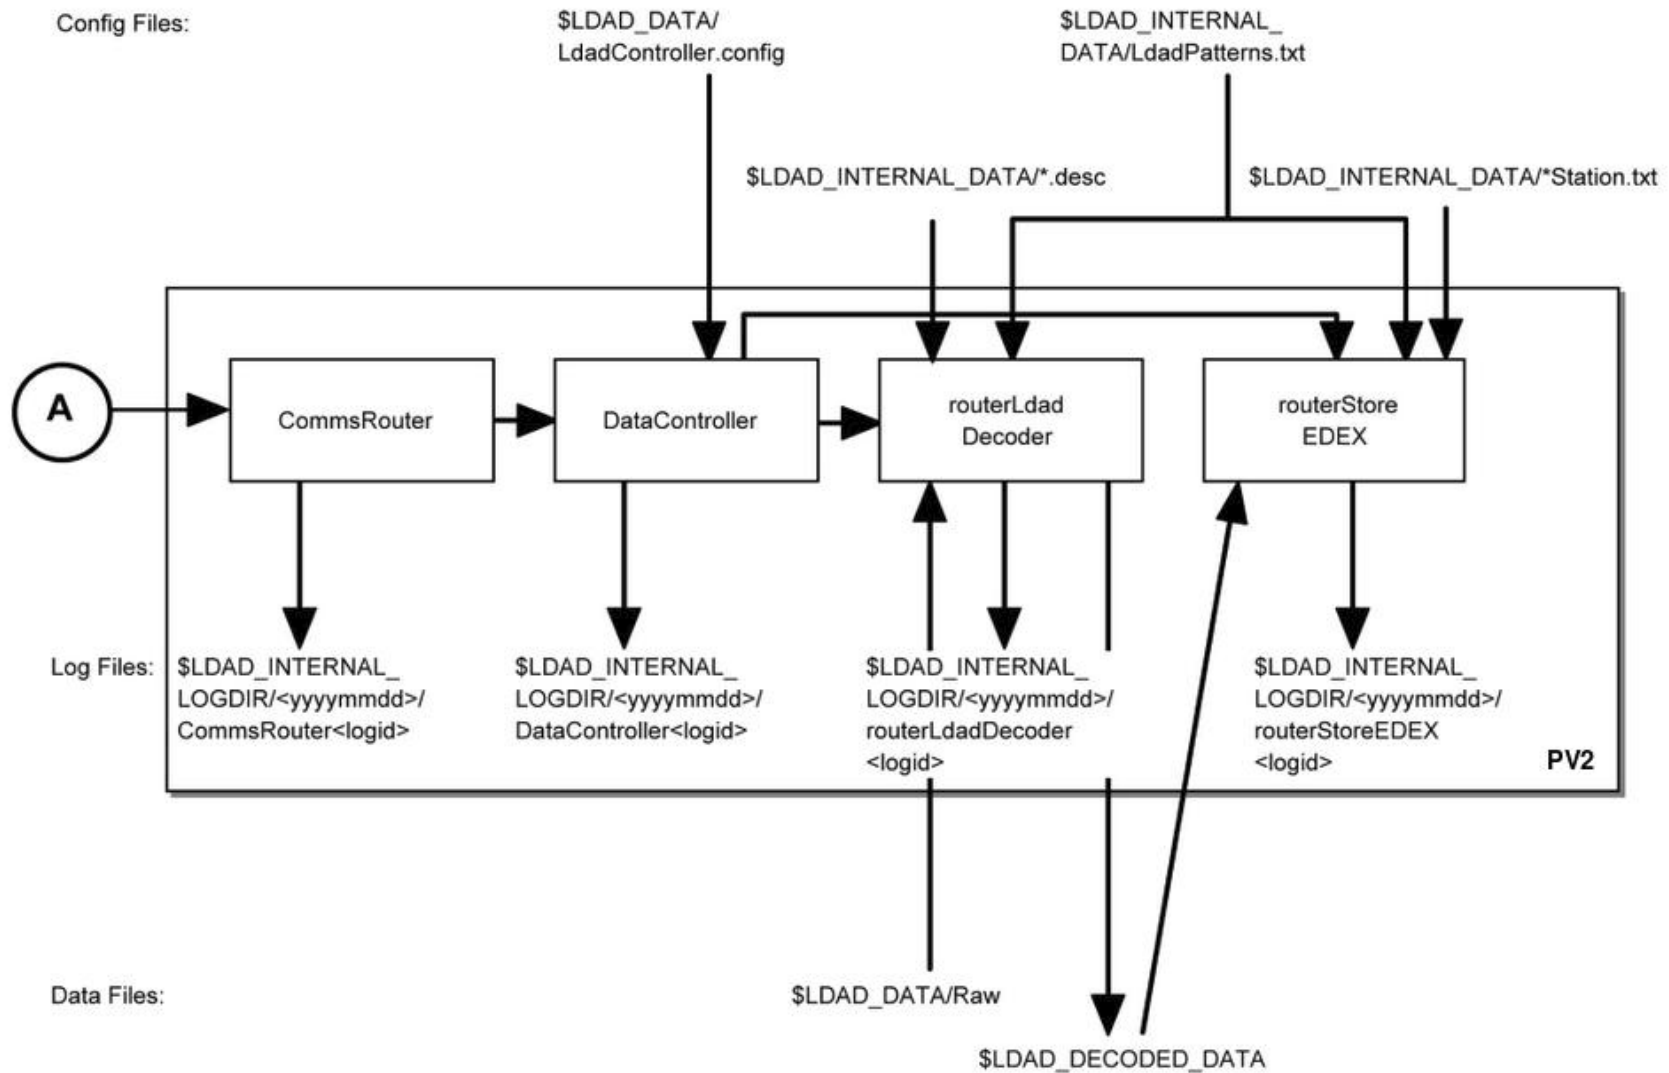 Config Files:
$LDAD_DATA/
LdadController.config
$LDAD_INTERNAL_
DATA/LdadPatterns.txt
$LDAD_INTERNAL_DATA/*.desc
$LDAD_INTERNAL_DATA/*Station.txt
A
CommsRouter
DataController
routerLdad
Decoder
routerStore
EDEX
Log Files:
$LDAD_INTERNAL_
LOGDIR/<yyyymmdd>/
CommsRouter<logid>
$LDAD_INTERNAL_
LOGDIR/<yyyymmdd>/
DataController<logid>
$LDAD_INTERNAL_
LOGDIR/<yyyymmdd>/
routerLdadDecoder
<logid>
$LDAD_INTERNAL_
LOGDIR/<yyyymmdd>/
routerStoreEDEX
<logid>
PV2
Data Files:
$LDAD_DATA/Raw
$LDAD_DECODED_DATA